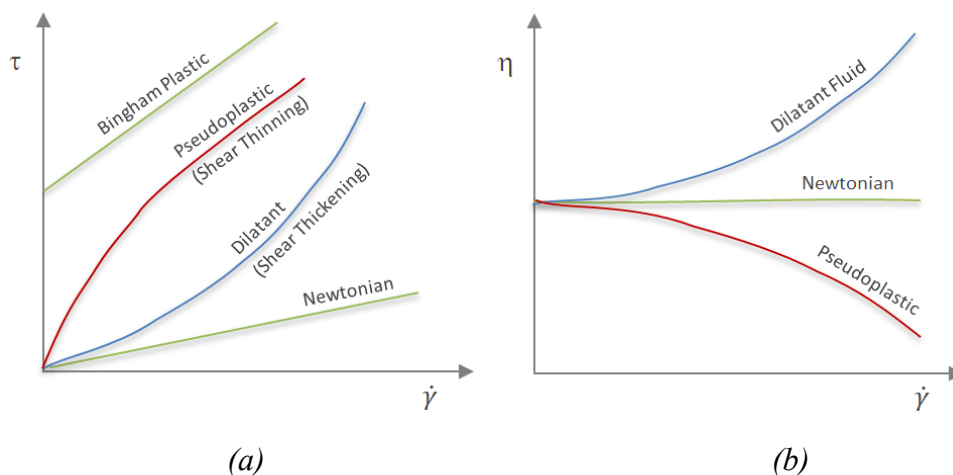 τ
Bingham Plastic
Pseudoplastic
(Shear Thinning)
Dilatant
(Shear Thickening)
Newtonian
γ̇
(a)
η
Dilatant Fluid
Newtonian
Pseudoplastic
γ̇
(b)